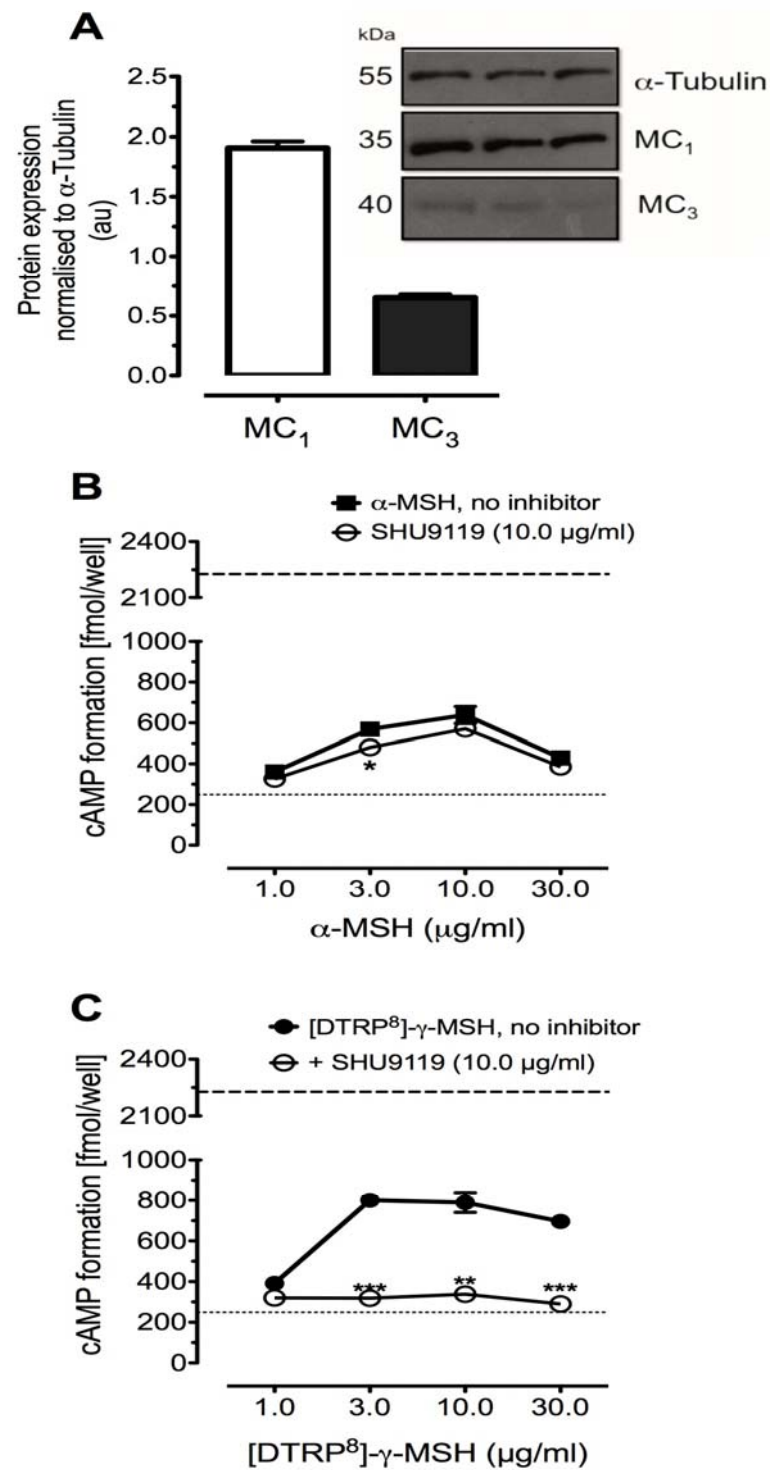 A
kDa
55
α-Tubulin
35
MC₁
40
MC₃
Protein expression
normalised to α-Tubulin
(au)
2.5
2.0
1.5
1.0
0.5
0.0
MC₁
MC₃
B
α-MSH, no inhibitor
SHU9119 (10.0 µg/ml)
cAMP formation [fmol/well]
2400
2100
1000
800
600
400
200
0
*
1.0 3.0 10.0 30.0
α-MSH (µg/ml)
C
[DTRP⁸]-γ-MSH, no inhibitor
+ SHU9119 (10.0 µg/ml)
cAMP formation [fmol/well]
2400
2100
1000
800
600
400
200
0
*** ** ***
1.0 3.0 10.0 30.0
[DTRP⁸]-γ-MSH (µg/ml)